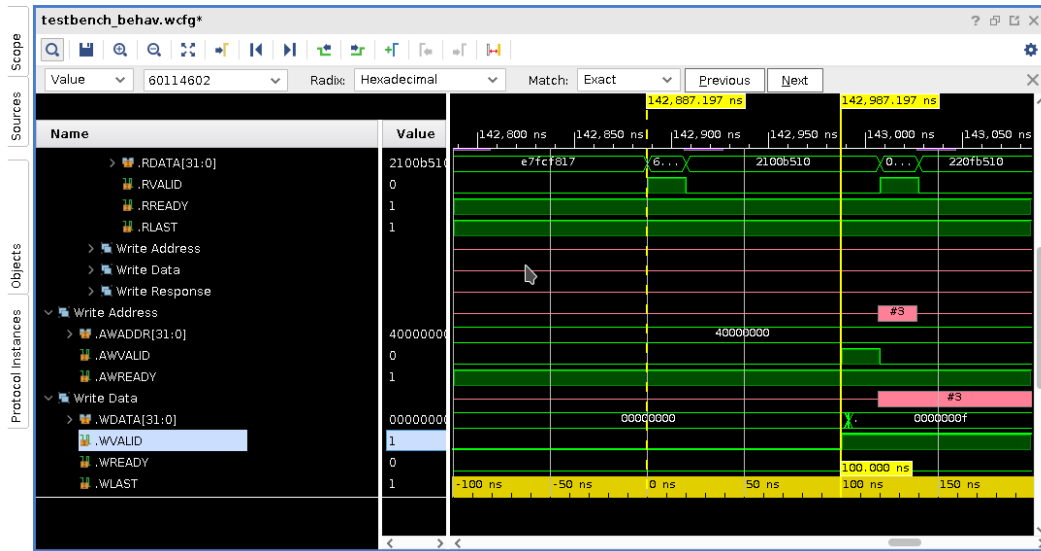 testbench_behav.wcfg*
?
Scope
Sources
Objects
Protocol Instances
Value 60114602 Radix: Hexadecimal Match: Exact Previous Next
142,887.197 ns 142,987.197 ns
Name Value
142,800 ns 142,850 ns 142,900 ns 142,950 ns 143,000 ns 143,050 ns
.RDATA[31:0] 2100b510 e7fcf817 6... 2100b510 0... 220fb510
.RVALID 0
.RREADY 1
.RLAST 1
Write Address
Write Data
Write Response
Write Address #3
.AWADDR[31:0] 40000000 40000000
.AWVALID 0
.AWREADY 1
Write Data #3
.WDATA[31:0] 00000000 00000000 . 0000000f
.WVALID 1
.WREADY 0
100.000 ns
.WLAST 1
-100 ns -50 ns 0 ns 50 ns 100 ns 150 ns